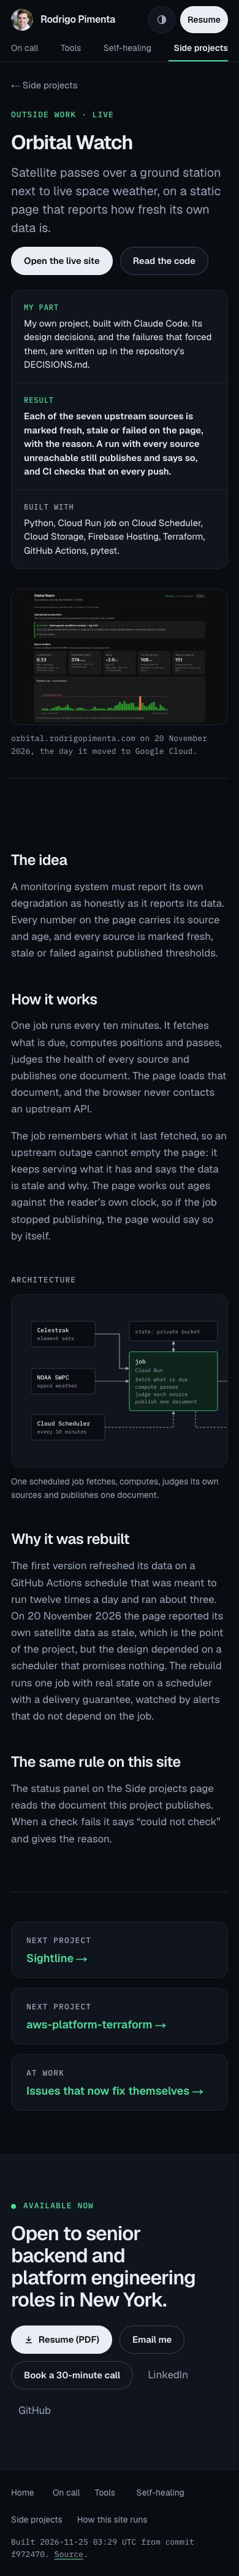 Rodrigo Pimenta
Resume
On call
Tools
Self-healing
Side projects
← Side projects
OUTSIDE WORK · LIVE
Orbital Watch
Satellite passes over a ground station
next to live space weather, on a static
page that reports how fresh its own
data is.
Open the live site
Read the code
MY PART
My own project, built with Claude Code. Its
design decisions, and the failures that forced
them, are written up in the repository's
DECISIONS.md.
RESULT
Each of the seven upstream sources is
marked fresh, stale or failed on the page,
with the reason. A run with every source
unreachable still publishes and says so,
and CI checks that on every push.
BUILT WITH
Python, Cloud Run job on Cloud Scheduler,
Cloud Storage, Firebase Hosting, Terraform,
GitHub Actions, pytest.
Orbital Watch
orbital.rodrigopimenta.com on 20 November
2026, the day it moved to Google Cloud.
The idea
A monitoring system must report its own
degradation as honestly as it reports its data.
Every number on the page carries its source
and age, and every source is marked fresh,
stale or failed against published thresholds.
How it works
One job runs every ten minutes. It fetches
what is due, computes positions and passes,
judges the health of every source and
publishes one document. The page loads that
document, and the browser never contacts
an upstream API.
The job remembers what it last fetched, so an
upstream outage cannot empty the page: it
keeps serving what it has and says the data
is stale and why. The page works out ages
against the reader's own clock, so if the job
stopped publishing, the page would say so
by itself.
ARCHITECTURE
Celestrak
element sets
state: private bucket
job
Cloud Run
fetch what is due
compute passes
judge each source
publish one document
NOAA SWPC
space weather
Cloud Scheduler
every 10 minutes
One scheduled job fetches, computes, judges its own
sources and publishes one document.
Why it was rebuilt
The first version refreshed its data on a
GitHub Actions schedule that was meant to
run twelve times a day and ran about three.
On 20 November 2026 the page reported its
own satellite data as stale, which is the point
of the project, but the design depended on a
scheduler that promises nothing. The rebuild
runs one job with real state on a scheduler
with a delivery guarantee, watched by alerts
that do not depend on the job.
The same rule on this site
The status panel on the Side projects page
reads the document this project publishes.
When a check fails it says “could not check”
and gives the reason.
NEXT PROJECT
Sightline →
NEXT PROJECT
aws-platform-terraform →
AT WORK
Issues that now fix themselves →
AVAILABLE NOW
Open to senior
backend and
platform engineering
roles in New York.
Resume (PDF)
Email me
Book a 30-minute call
LinkedIn
GitHub
Home
On call
Tools
Self-healing
Side projects
How this site runs
Built 2026-11-25 03:29 UTC from commit
f972470. Source.